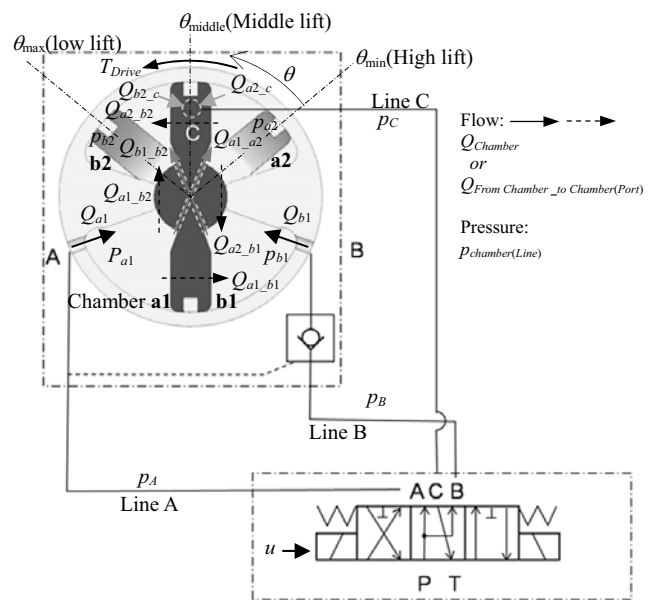 θmiddle(Middle lift)
θmax(low lift)
θmin(High lift)
TDrive
θ
Qb2_c
Qa2_c
Line C
Qa2_b2
pC
pb2
C
pa2
Flow:
Qb1_b2
Qa1_a2
QChamber
b2
a2
or
Qa1_b2
QFrom Chamber _to Chamber(Port)
Qa1
Qb1
Pressure:
A
Pa1
Qa2_b1
pb1
B
pchamber(Line)
Qa1_b1
Chamber a1
b1
pB
Line B
pA
Line A
A C B
u
P T